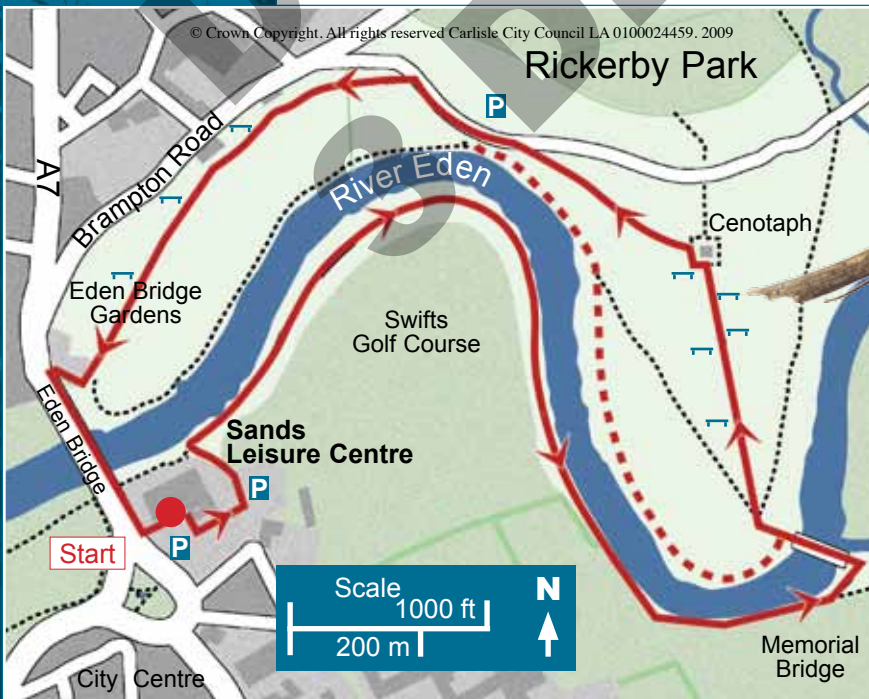 © Crown Copyright. All rights reserved Carlisle City Council LA 0100024459. 2009
Rickerby Park
P
A7
Brampton Road
River Eden
Cenotaph
Eden Bridge
Gardens
Swifts
Golf Course
Eden Bridge
Sands
Leisure Centre
P
Start
P
Scale
1000 ft
200 m
N
City Centre
Memorial
Bridge